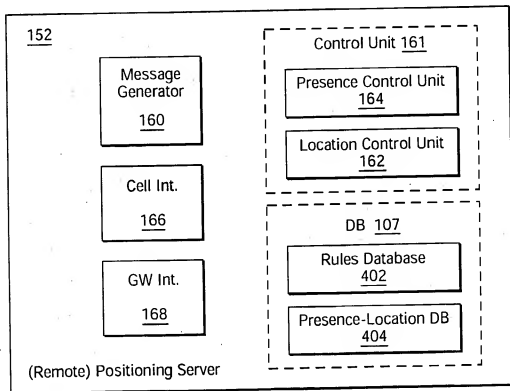 152
Message
Generator
160
Cell Int.
166
GW Int.
168
Control Unit 161
Presence Control Unit
164
Location Control Unit
162
DB 107
Rules Database
402
Presence-Location DB
404
(Remote) Positioning Server